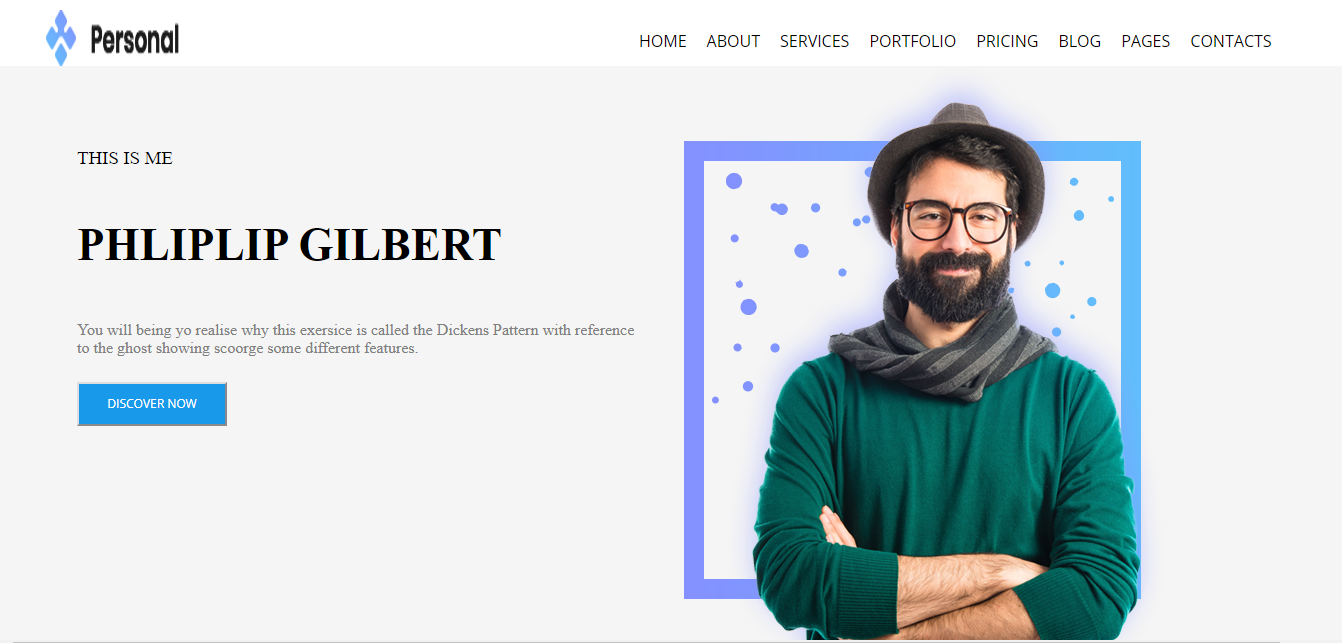 Personal
HOME ABOUT SERVICES PORTFOLIO PRICING BLOG PAGES CONTACTS
THIS IS ME
PHLIPLIP GILBERT
You will being yo realise why this exersice is called the Dickens Pattern with reference
to the ghost showing scoorge some different features.
DISCOVER NOW